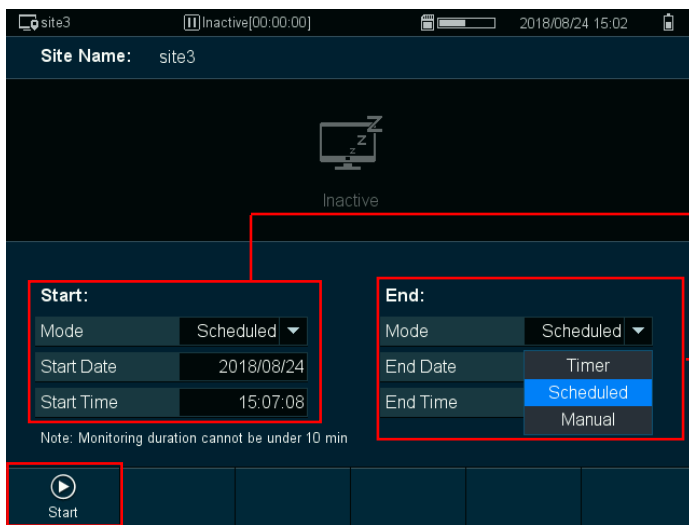 site3 Inactive[00:00:00] 2018/08/24 15:02
Site Name: site3
z z Z
Inactive
Start: End:
Mode Scheduled Mode Scheduled
Start Date 2018/08/24 End Date Timer
Start Time 15:07:08 End Time Scheduled
Manual
Note: Monitoring duration cannot be under 10 min
Start